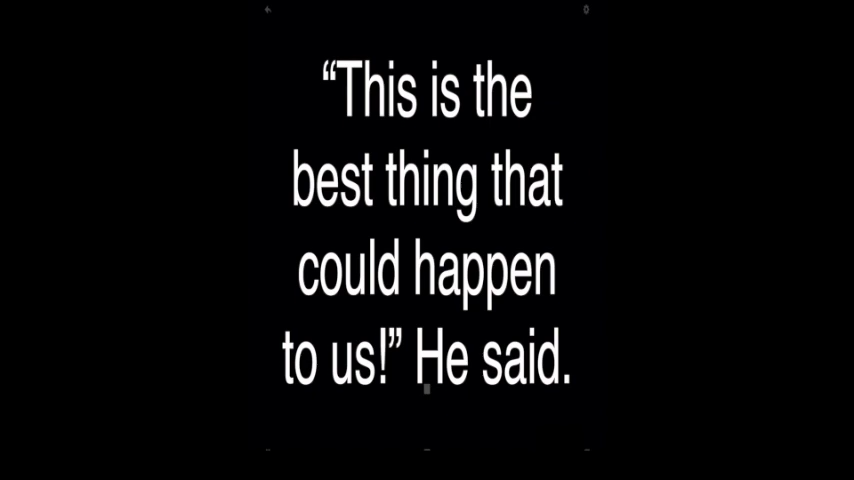 “This is the
best thing that
could happen
to us!” He said.